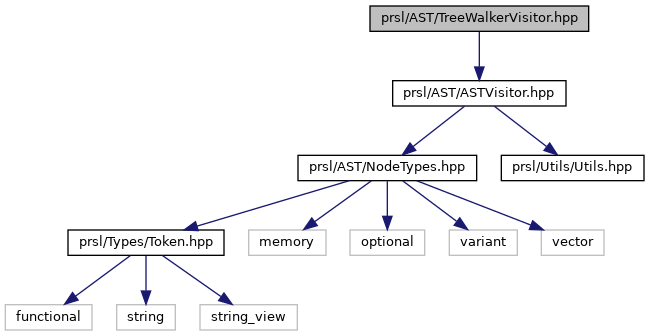 prsl/AST/TreeWalkerVisitor.hpp
prsl/AST/ASTVisitor.hpp
prsl/AST/NodeTypes.hpp
prsl/Utils/Utils.hpp
prsl/Types/Token.hpp
memory
optional
variant
vector
functional
string
string_view